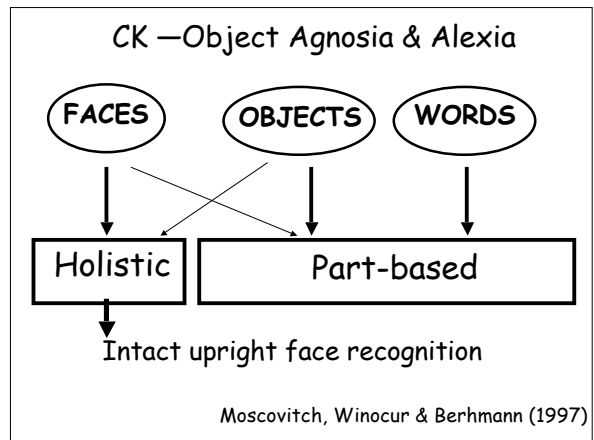 CK —Object Agnosia & Alexia
FACES
OBJECTS
WORDS
Holistic
Part-based
Intact upright face recognition
Moscovitch, Winocur & Berhmann (1997)